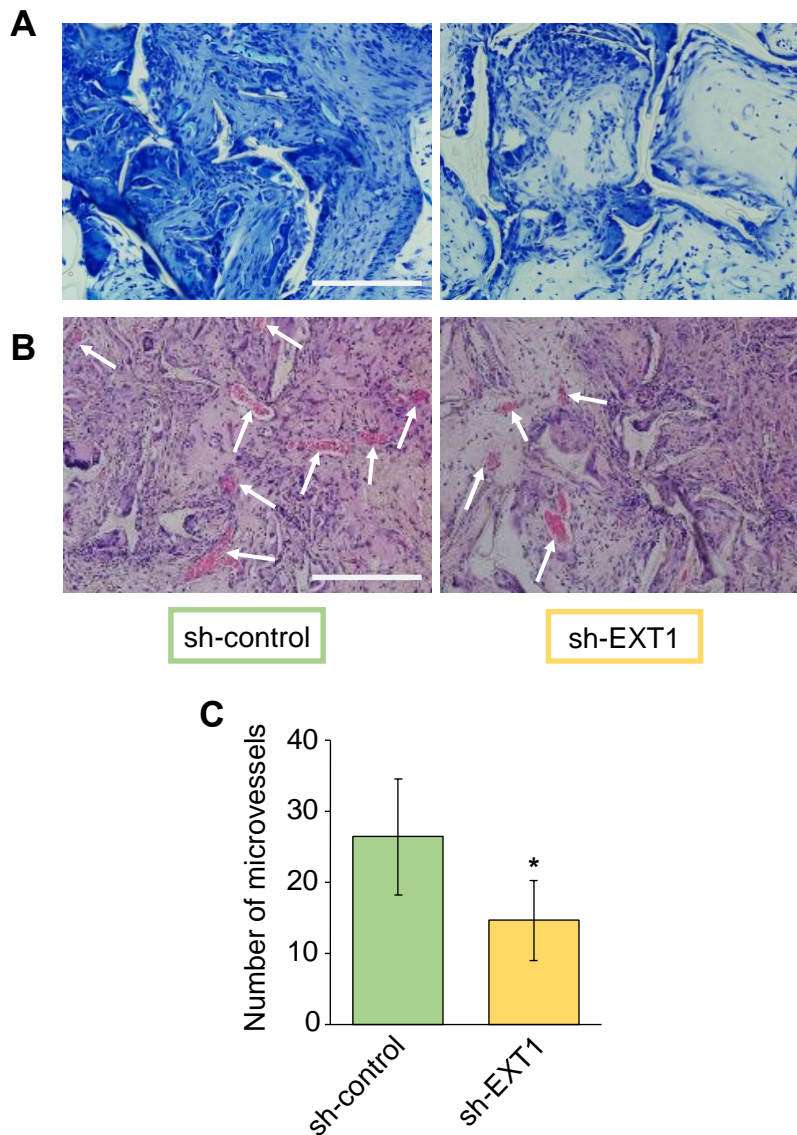 A
B
sh-control
sh-EXT1
C
Number of microvessels
40
30
20
10
0
*
sh-control
sh-EXT1